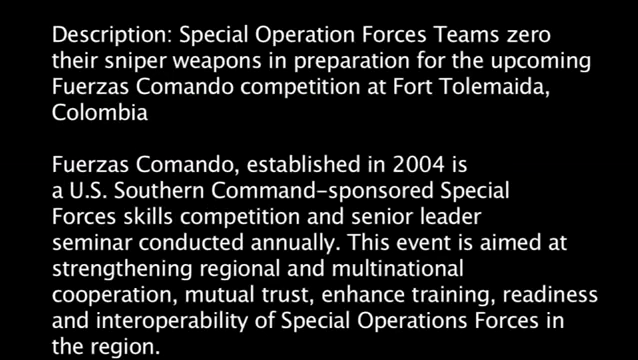 Description: Special Operation Forces Teams zero
their sniper weapons in preparation for the upcoming
Fuerzas Comando competition at Fort Tolemaida,
Colombia
Fuerzas Comando, established in 2004 is
a U.S. Southern Command-sponsored Special
Forces skills competition and senior leader
seminar conducted annually. This event is aimed at
strengthening regional and multinational
cooperation, mutual trust, enhance training, readiness
and interoperability of Special Operations Forces in
the region.